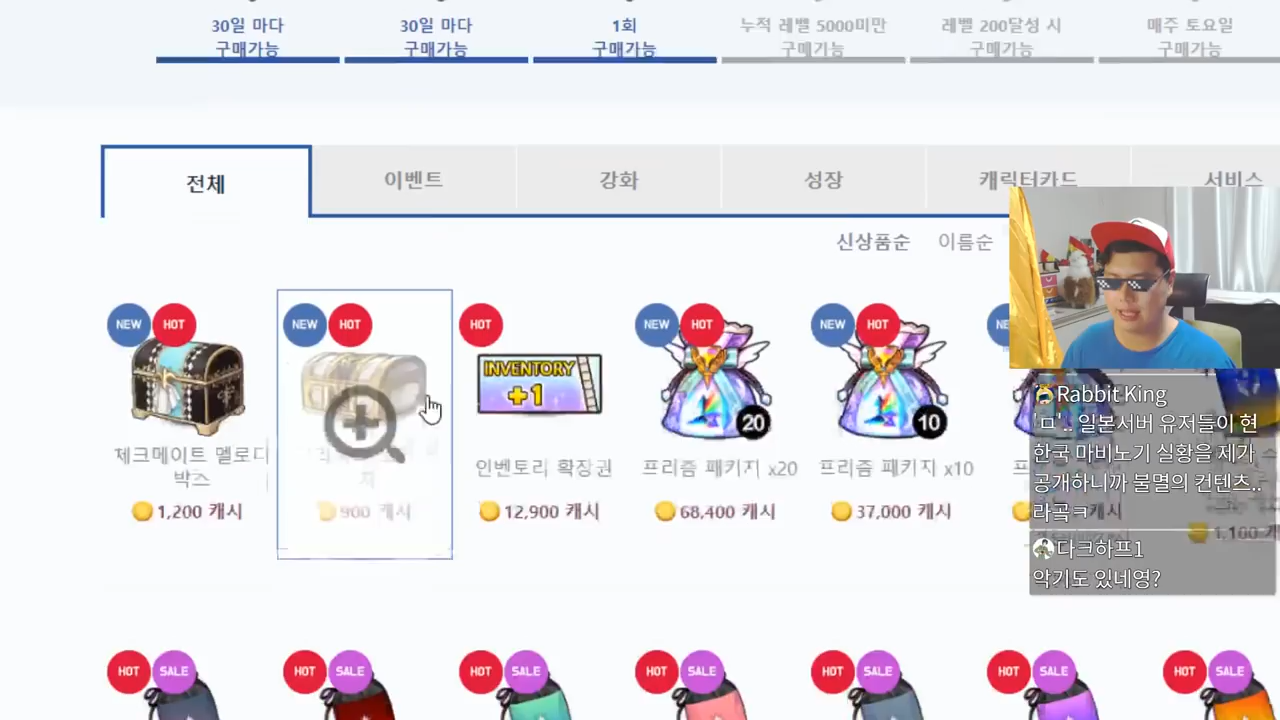 30일 마다
구매가능
30일 마다
구매가능
1회
구매가능
누적 레벨 5000미만
구매가능
레벨 200달성 시
구매가능
매주 토요일
구매가능
전체
이벤트
강화
성장
캐릭터카드
서비스
신상품순
이름순
NEW
HOT
NEW
HOT
HOT
NEW
HOT
NEW
HOT
INVENTORY
+1
20
10
체크메이트 멜로디
박스
인벤토리 확장권
프리즘 패키지 x20
프리즘 패키지 x10
1,200 캐시
900 캐시
12,900 캐시
68,400 캐시
37,000 캐시
1,100 캐
Rabbit King
'ㅁ'.. 일본서버 유저들이 현
한국 마비노기 실황을 제가
공개하니까 불멸의 컨텐츠..
라곸ㅋ
다크하프1
악기도 있네영?
HOT
SALE
HOT
SALE
HOT
SALE
HOT
SALE
HOT
SALE
HOT
SALE
HOT
SALE